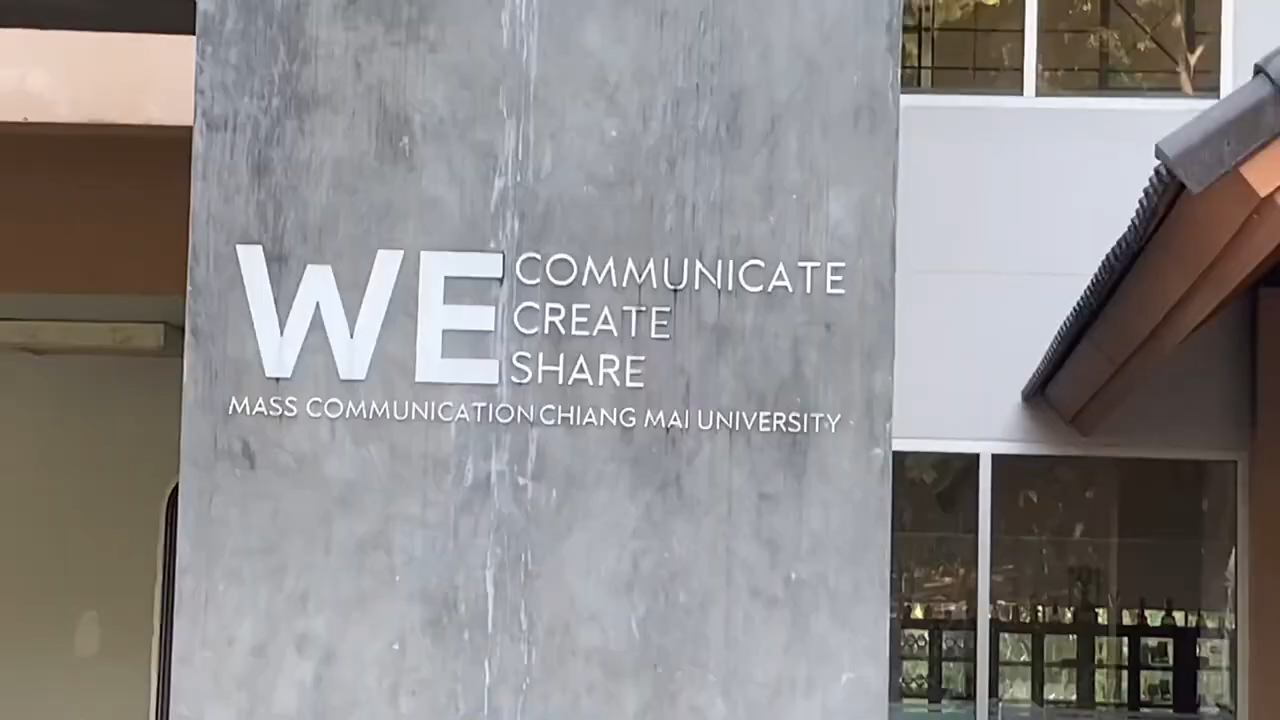 WE
COMMUNICATE
CREATE
SHARE
MASS COMMUNICATION CHIANG MAI UNIVERSITY